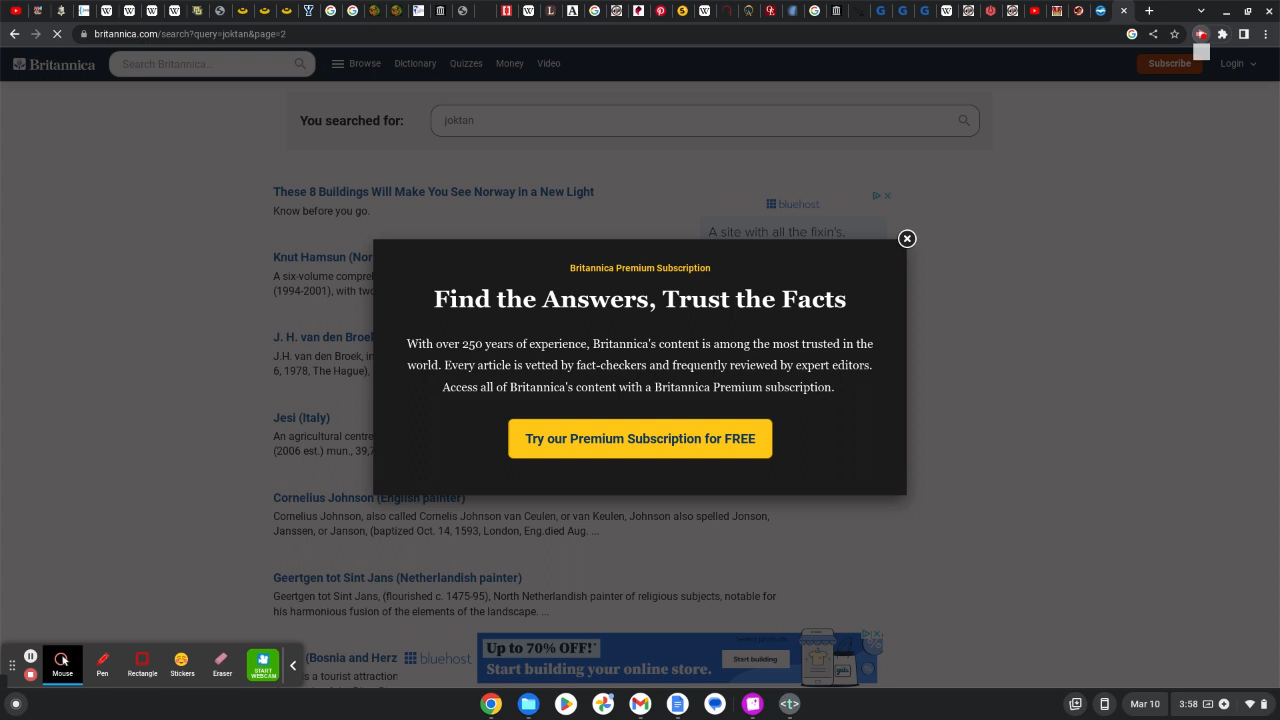 britannica.com/search?query=joktan&page=2
Britannica
Search Britannica...
Browse
Dictionary
Quizzes
Money
Video
Subscribe
Login
You searched for:
joktan
These 8 Buildings Will Make You See Norway in a New Light
Know before you go.
bluehost
A site with all the fixin's.
Knut Hamsun (Nor
A six-volume compreh
(1994-2001), with two
J. H. van den Broek
J.H. van den Broek, in
6, 1978, The Hague),
Jesi (Italy)
An agricultural centre
(2006 est.) mun., 39,7
Britannica Premium Subscription
Find the Answers, Trust the Facts
With over 250 years of experience, Britannica's content is among the most trusted in the
world. Every article is vetted by fact-checkers and frequently reviewed by expert editors.
Access all of Britannica's content with a Britannica Premium subscription.
Try our Premium Subscription for FREE
Cornelius Johnson (English painter)
Cornelius Johnson, also called Cornelis Johnson van Ceulen, or van Keulen, Johnson also spelled Jonson,
Janssen, or Janson, (baptized Oct. 14, 1593, London, Eng.died Aug. ...
Geertgen tot Sint Jans (Netherlandish painter)
Geertgen tot Sint Jans, (flourished c. 1475-95), North Netherlandish painter of religious subjects, notable for
his harmonious fusion of the elements of the landscape. ...
(Bosnia and Herz
s a tourist attraction
bluehost
Up to 70% OFF!*
Start building your online store.
Start building
Mouse
Pen
Rectangle
Stickers
Eraser
START
WEBCAM
Mar 10
3:58